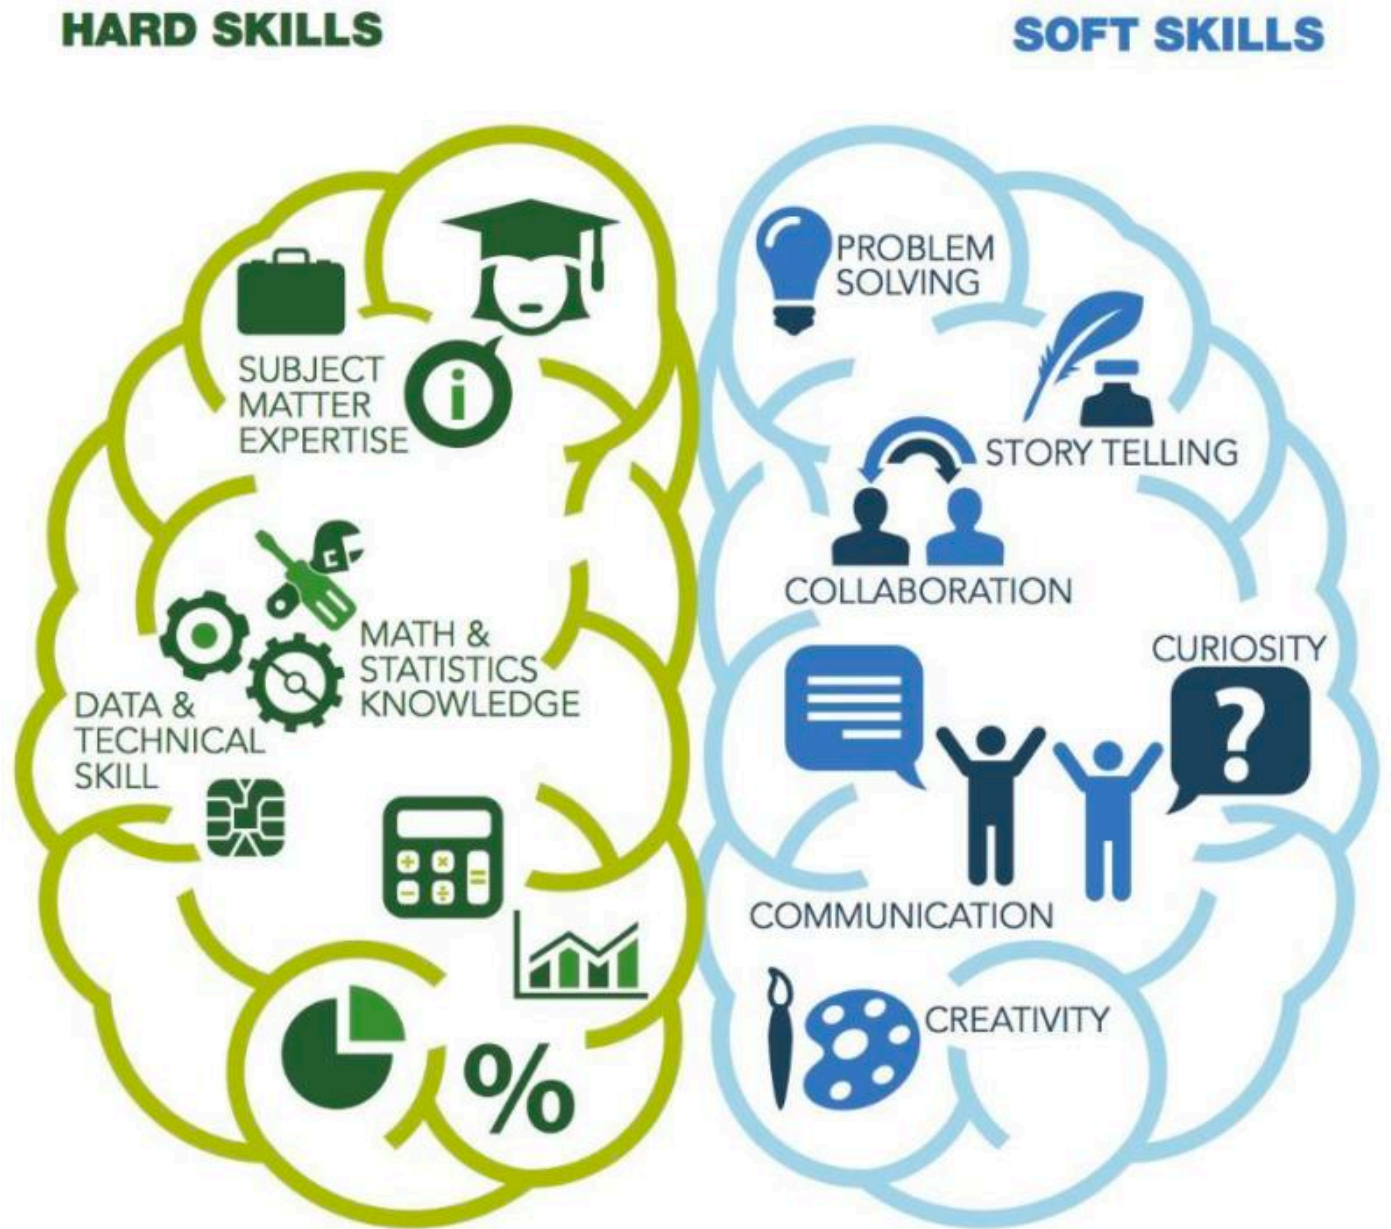 HARD SKILLS
SOFT SKILLS
SUBJECT
MATTER
EXPERTISE
i
MATH &
STATISTICS
KNOWLEDGE
DATA &
TECHNICAL
SKILL
+ ×
− ÷ =
%
PROBLEM
SOLVING
STORY TELLING
COLLABORATION
CURIOSITY
?
COMMUNICATION
CREATIVITY